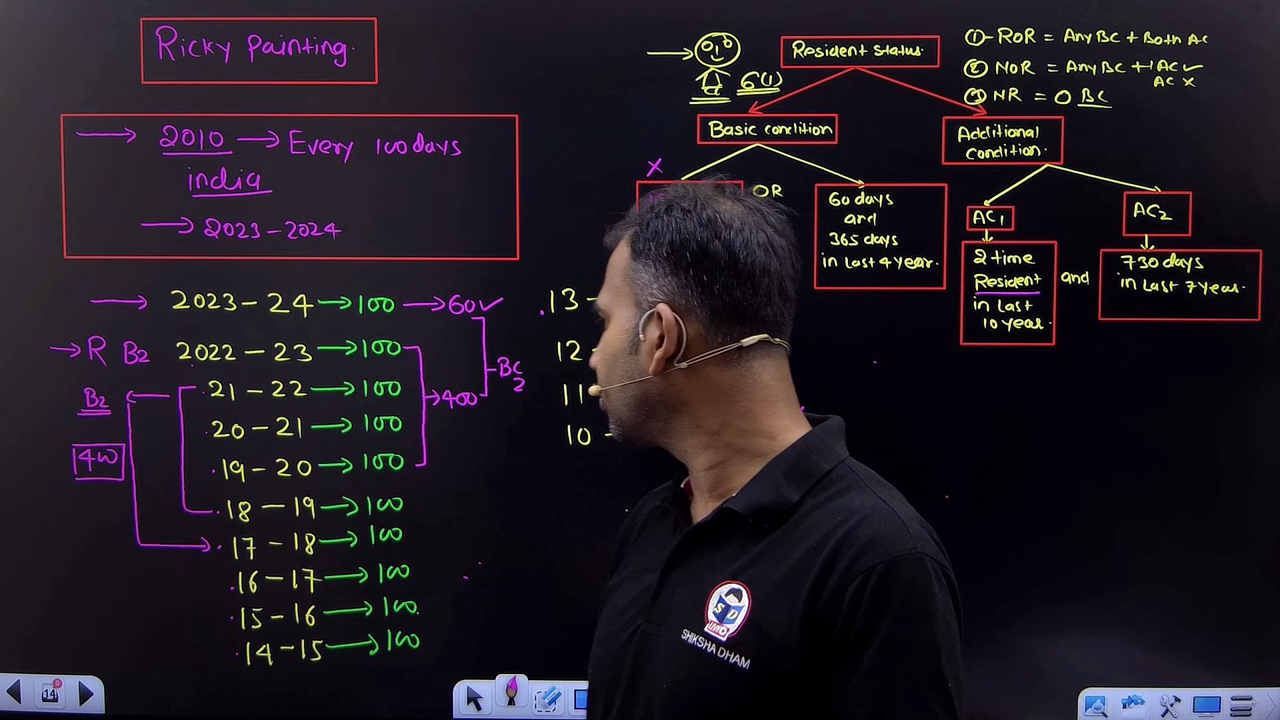 Ricky Painting.
2010 → Every 100 days
india
→ 2023-2024
→ 2023-24 → 100 → 60✓
→ R B2 2022-23 → 100
B2 21-22 → 100
400
BC2
20-21 → 100
400
19-20 → 100
18-19 → 100
17-18 → 100
16-17 → 100
15-16 → 100
14-15 → 100
13-
12-
11
10-
6(1)
Resident Status.
① ROR = Any BC + Both AC
② NOR = Any BC + 1 AC ✓
AC ×
③ NR = 0 BC
Basic condition
Additional
Condition.
X
OR
60 days
and
365 days
in Last 4 Year.
AC1
2 time
Resident
in Last
10 year.
and
AC2
730 days
in Last 7 Year.
14
SD
JMC
SHIKSHA DHAM